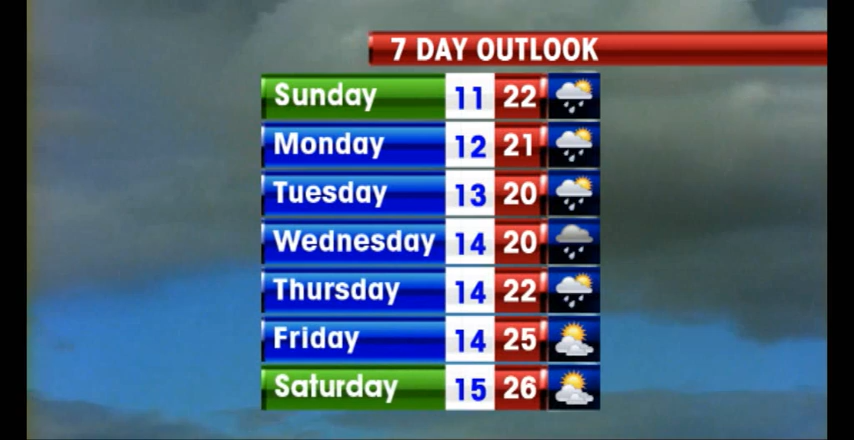 7 DAY OUTLOOK
Sunday 11 22
Monday 12 21
Tuesday 13 20
Wednesday 14 20
Thursday 14 22
Friday 14 25
Saturday 15 26